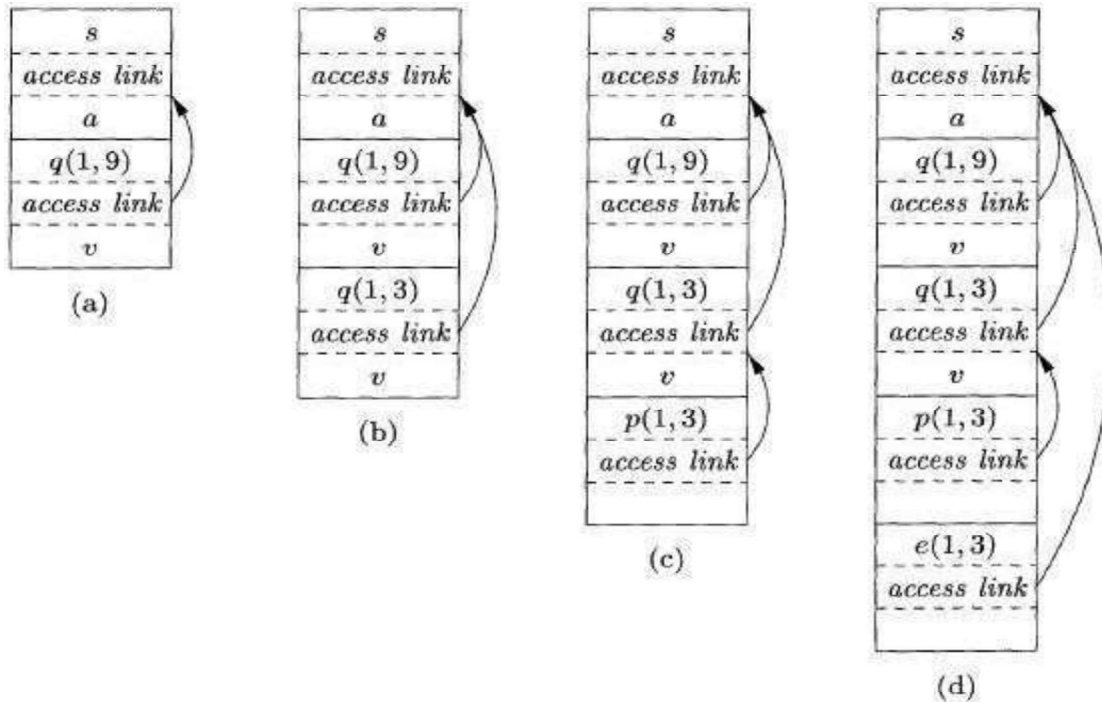 s
access link
a
q(1, 9)
access link
v
(a)
s
access link
a
q(1, 9)
access link
v
q(1, 3)
access link
v
(b)
s
access link
a
q(1, 9)
access link
v
q(1, 3)
access link
v
p(1, 3)
access link
(c)
s
access link
a
q(1, 9)
access link
v
q(1, 3)
access link
v
p(1, 3)
access link
e(1, 3)
access link
(d)